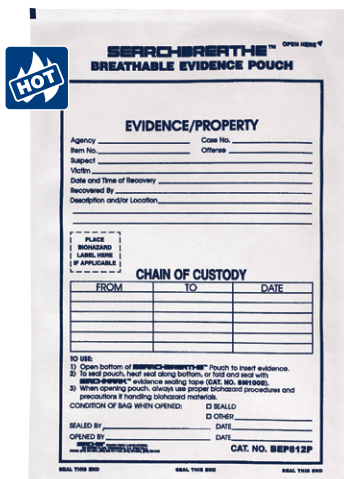 OPEN HERE
SEARCHBREATHE™
BREATHABLE EVIDENCE POUCH
HOT
EVIDENCE/PROPERTY
Agency Case No.
Item No. Offense
Suspect
Victim
Date and Time of Recovery
Recovered By
Description and/or Location
PLACE
BIOHAZARD
LABEL HERE
IF APPLICABLE
CHAIN OF CUSTODY
FROM TO DATE
TO USE:
1) Open bottom of SEARCHBREATHE™ Pouch to insert evidence.
2) To seal pouch, heat seal along bottom, or fold and seal with
SIRCHMARK™ evidence sealing tape (CAT. NO. SM1000).
3) When opening pouch, always use proper biohazard procedures and
precautions if handling biohazard materials.
CONDITION OF BAG WHEN OPENED: SEALED
OTHER
SEALED BY DATE
OPENED BY DATE
SIRCHIE
CAT. NO. BEP812P
SEAL THIS END SEAL THIS END SEAL THIS END